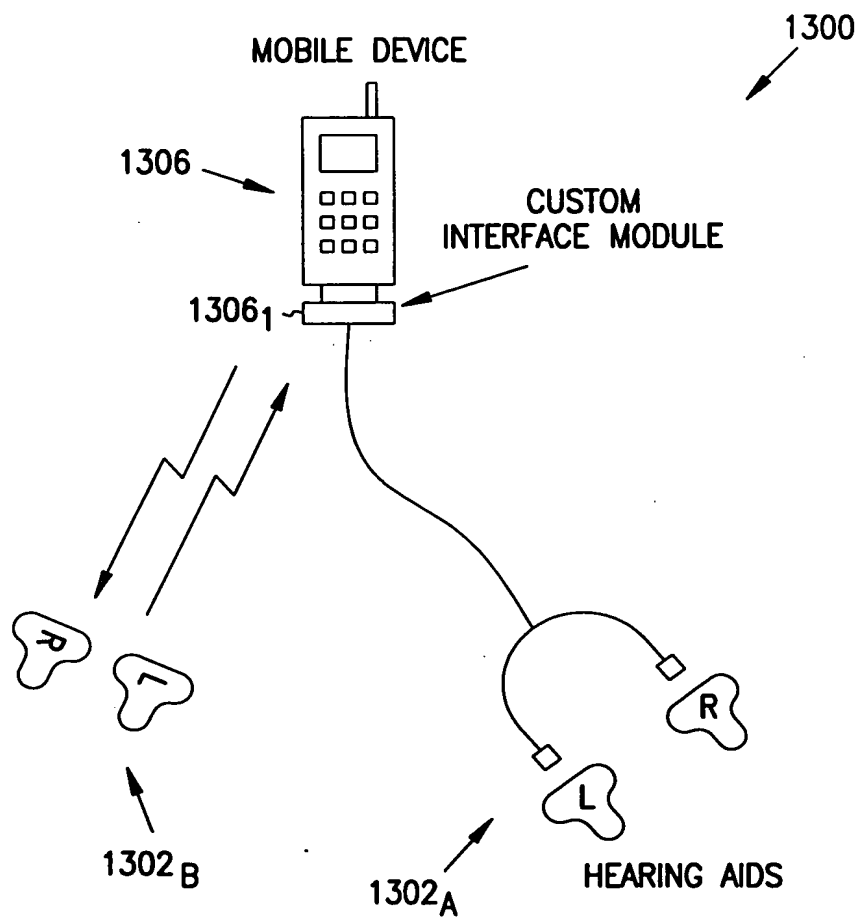 1300
MOBILE DEVICE
1306
CUSTOM
INTERFACE MODULE
1306₁
R
L
R
L
1302B
1302A
HEARING AIDS